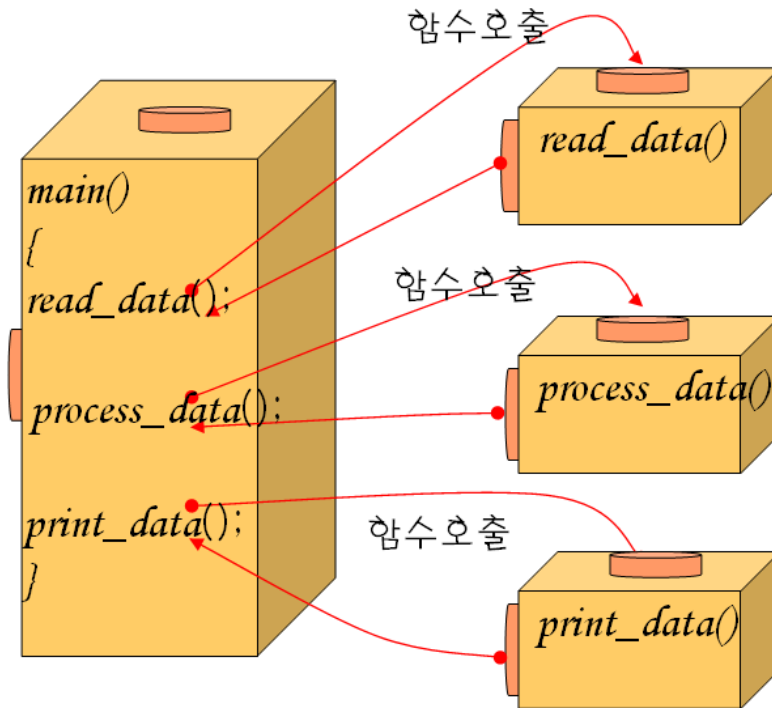 함수호출
read_data()
main()
{
read_data();
함수호출
process_data()
process_data();
print_data();
함수호출
}
print_data()